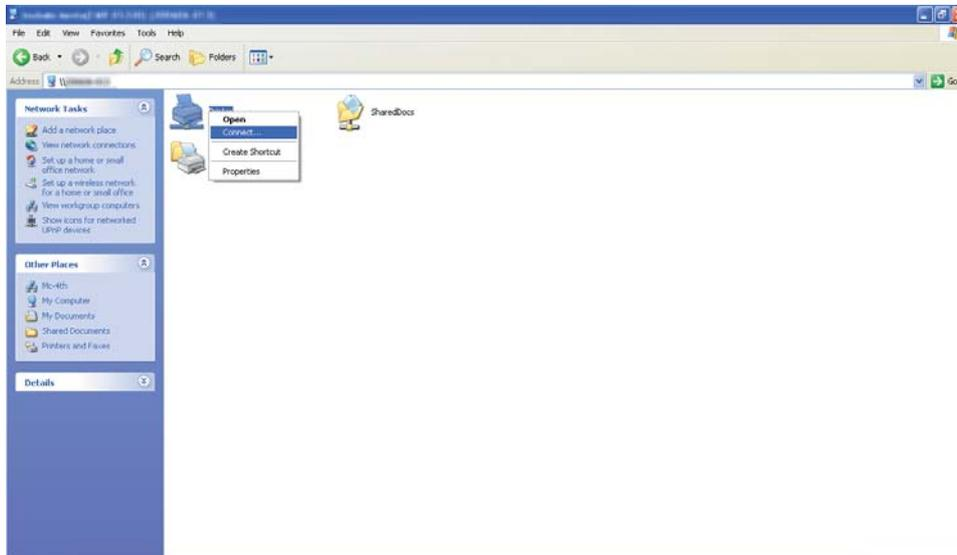 File Edit View Favorites Tools Help
Back Search Folders
Address \\
Go
Network Tasks
Add a network place
View network connections
Set up a home or small
office network
Set up a wireless network
for a home or small office
View workgroup computers
Show icons for networked
UPnP devices
Other Places
Mc-4th
My Computer
My Documents
Shared Documents
Printers and Faxes
Details
Open
Connect...
Create Shortcut
Properties
SharedDocs